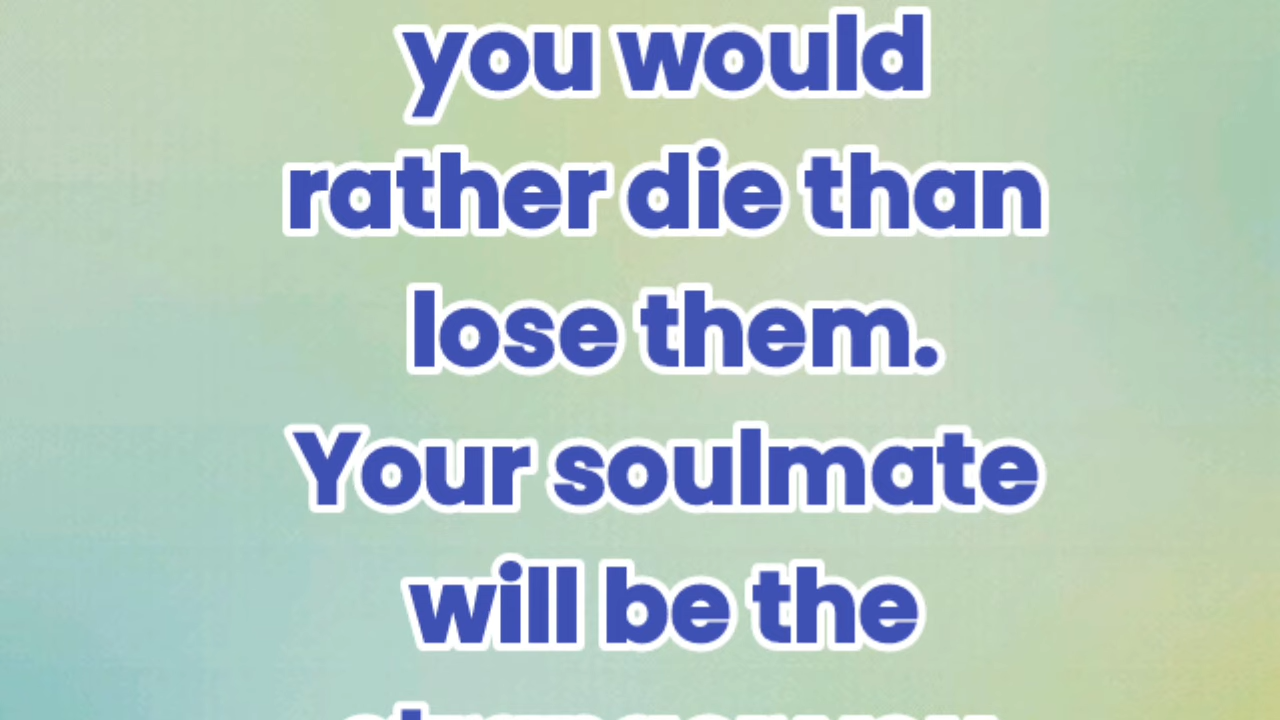 you would
rather die than
lose them.
Your soulmate
will be the